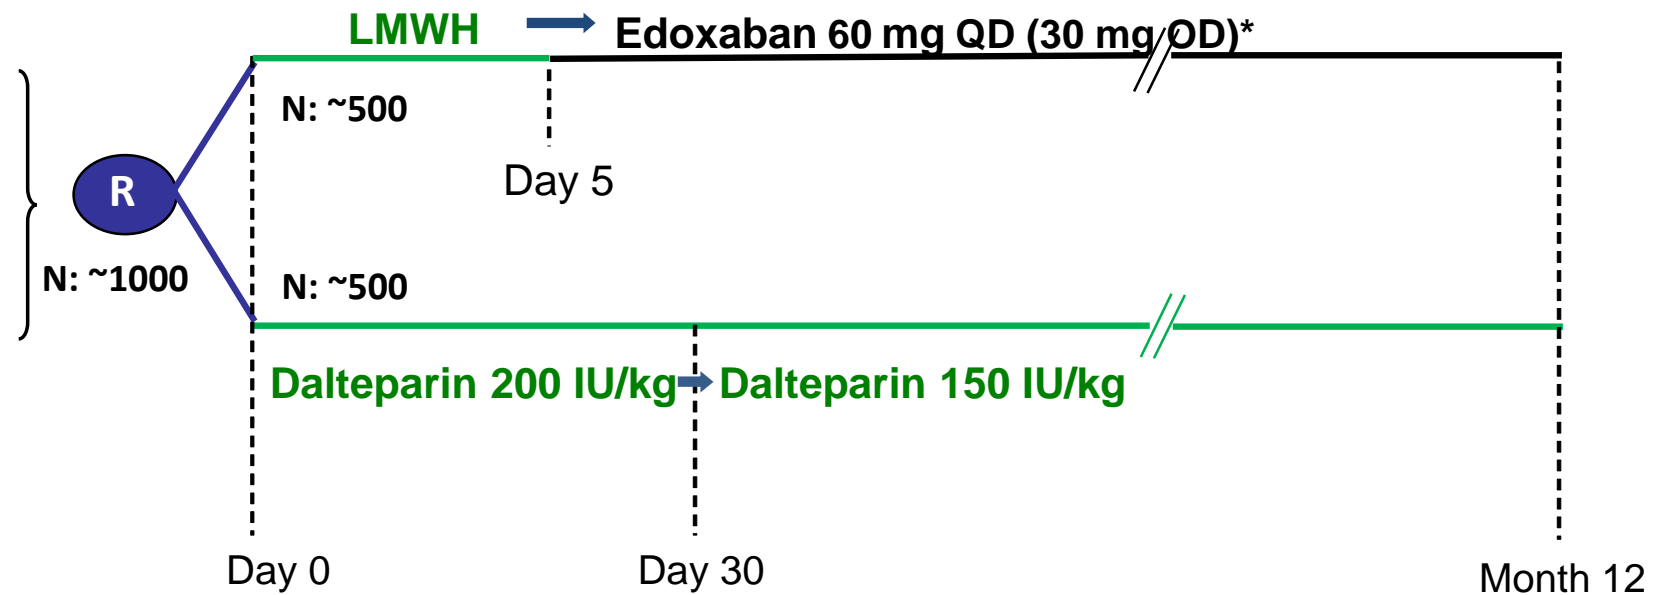 LMWH Edoxaban 60 mg QD (30 mg OD)*
N: ~500
Day 5
R
N: ~1000
N: ~500
Dalteparin 200 IU/kg Dalteparin 150 IU/kg
Day 0 Day 30 Month 12